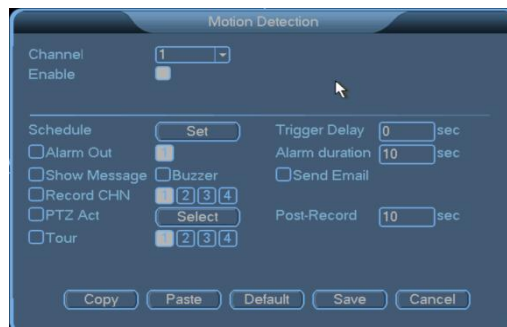 Motion Detection
Channel 1
Enable
Schedule Set Trigger Delay 0 sec
Alarm Out 1 Alarm duration 10 sec
Show Message Buzzer Send Email
Record CHN 1 2 3 4
PTZ Act Select Post-Record 10 sec
Tour 1 2 3 4
Copy Paste Default Save Cancel